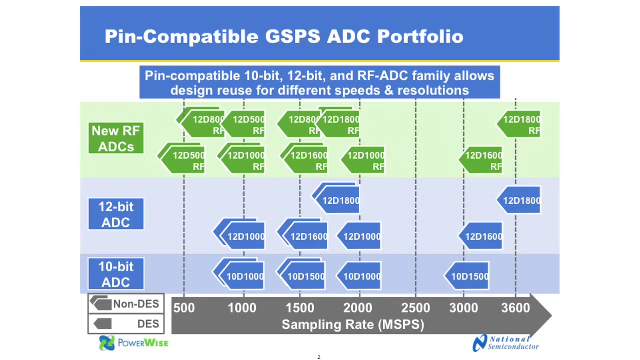 Pin-Compatible GSPS ADC Portfolio
Pin-compatible 10-bit, 12-bit, and RF-ADC family allows
design reuse for different speeds & resolutions
New RF
ADCs
12D800
RF
12D500
RF
12D800
RF
12D1800
RF
12D1800
RF
12D500
RF
12D1000
RF
12D1600
RF
12D1000
RF
12D1600
RF
12-bit
ADC
12D1800
12D1800
12D1000
12D1600
12D1000
12D1600
10-bit
ADC
10D1000
10D1500
10D1000
10D1500
Non-DES
DES
500 1000 1500 2000 2500 3000 3600
Sampling Rate (MSPS)
PowerWise
National
Semiconductor
2